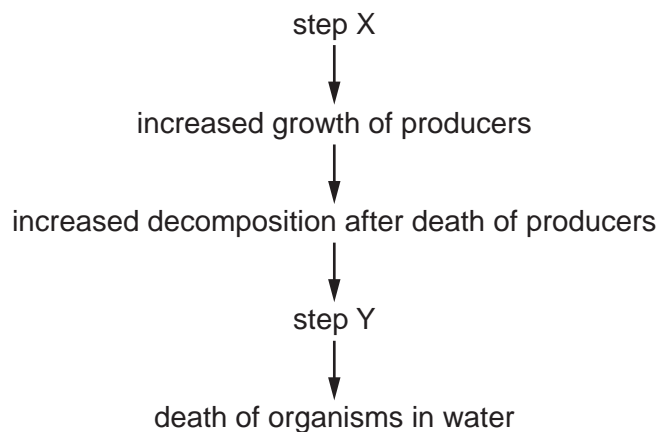 step X
increased growth of producers
increased decomposition after death of producers
step Y
death of organisms in water